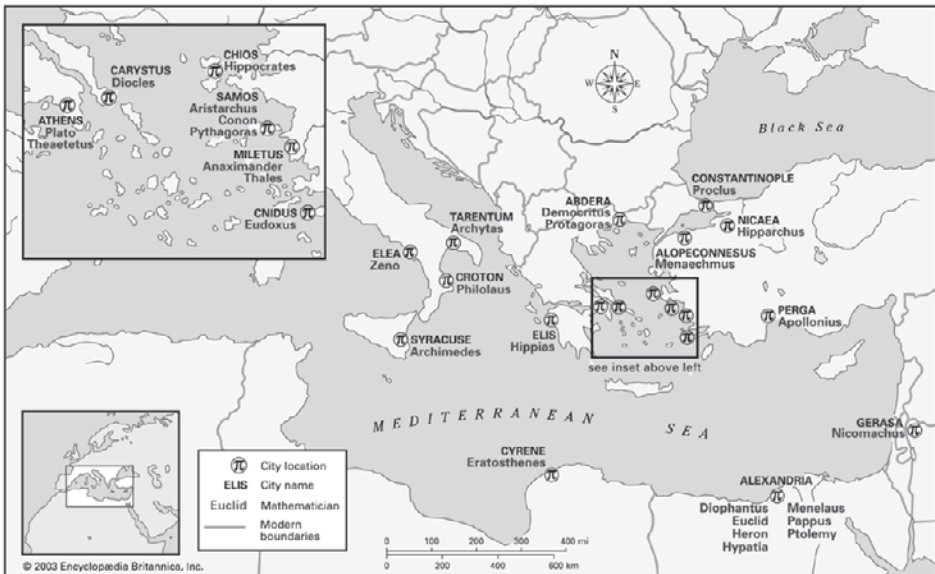 CHIOS
Hippocrates
CARYSTUS
Diocles
SAMOS
Aristarchus
Conon
Pythagoras
ATHENS
Plato
Theaetetus
MILETUS
Anaximander
Thales
CNIDUS
Eudoxus
N
W E
S
Black Sea
CONSTANTINOPLE
Proclus
ABDERA
Democritus
Protagoras
NICAEA
Hipparchus
TARENTUM
Archytas
ALOPECONNESUS
Menaechmus
ELEA
Zeno
CROTON
Philolaus
PERGA
Apollonius
SYRACUSE
Archimedes
ELIS
Hippias
see inset above left
MEDITERRANEAN SEA
GERASA
Nicomachus
CYRENE
Eratosthenes
ALEXANDRIA
Diophantus Menelaus
Euclid Pappus
Heron Ptolemy
Hypatia
π City location
ELIS City name
Euclid Mathematician
Modern
boundaries
0 100 200 300 400 mi
0 200 400 600 km
© 2003 Encyclopædia Britannica, Inc.